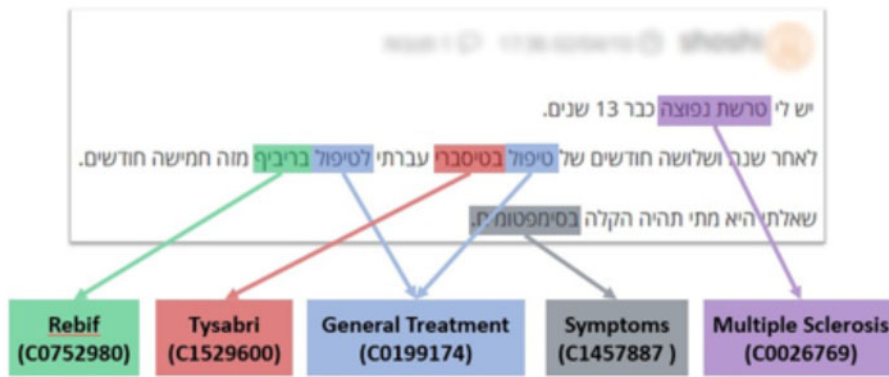 יש לי טרשת נפוצה כבר 13 שנים.
לאחר שנה ושלושה חודשים של טיפול בטיסברי עברתי לטיפול בריביף מזה חמישה חודשים.
שאלתי היא מתי תהיה הקלה בסימפטומים.
Rebif Tysabri General Treatment Symptoms Multiple Sclerosis
(C0752980) (C1529600) (C0199174) (C1457887 ) (C0026769)